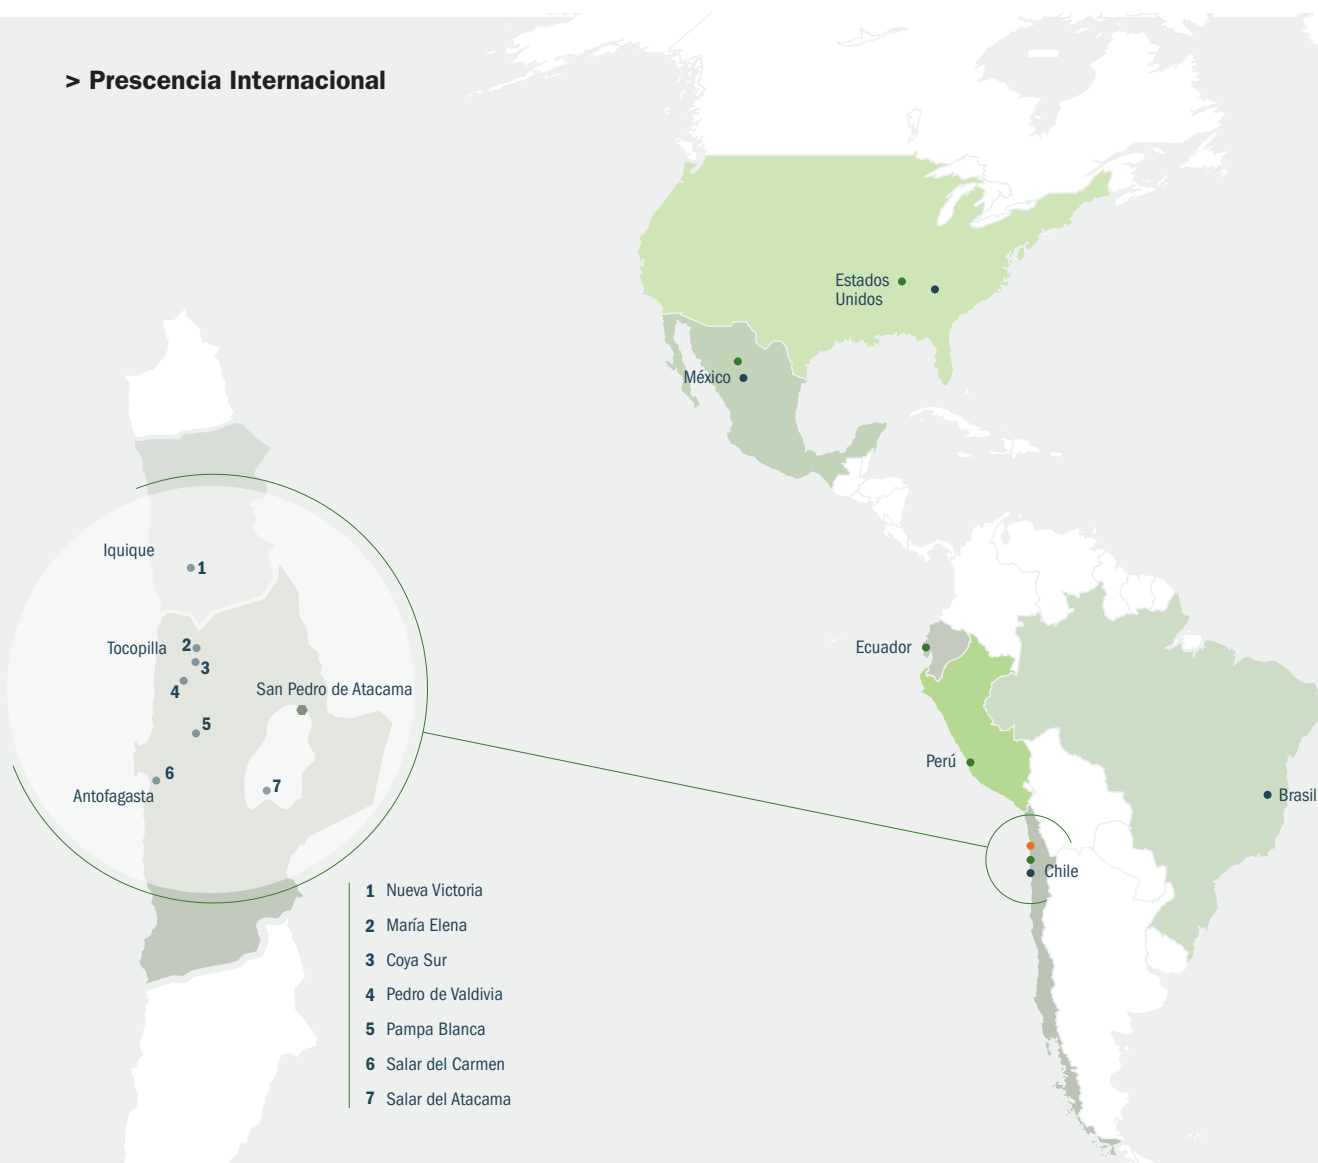 > Prescencia Internacional
Estados
Unidos
México
Ecuador
Perú
Brasil
Chile
Iquique
1
Tocopilla
2
3
4
San Pedro de Atacama
5
6
7
Antofagasta
1 Nueva Victoria
2 María Elena
3 Coya Sur
4 Pedro de Valdivia
5 Pampa Blanca
6 Salar del Carmen
7 Salar del Atacama